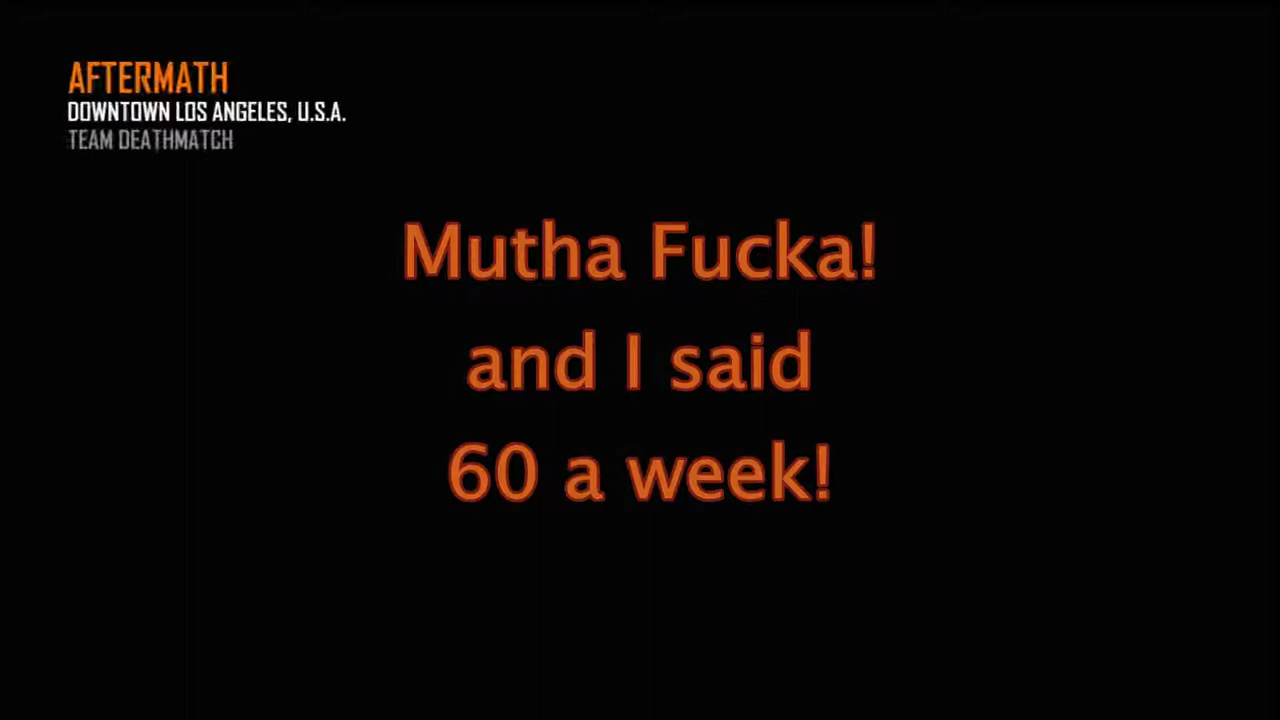 AFTERMATH
DOWNTOWN LOS ANGELES, U.S.A.
TEAM DEATHMATCH
Mutha Fucka!
and I said
60 a week!